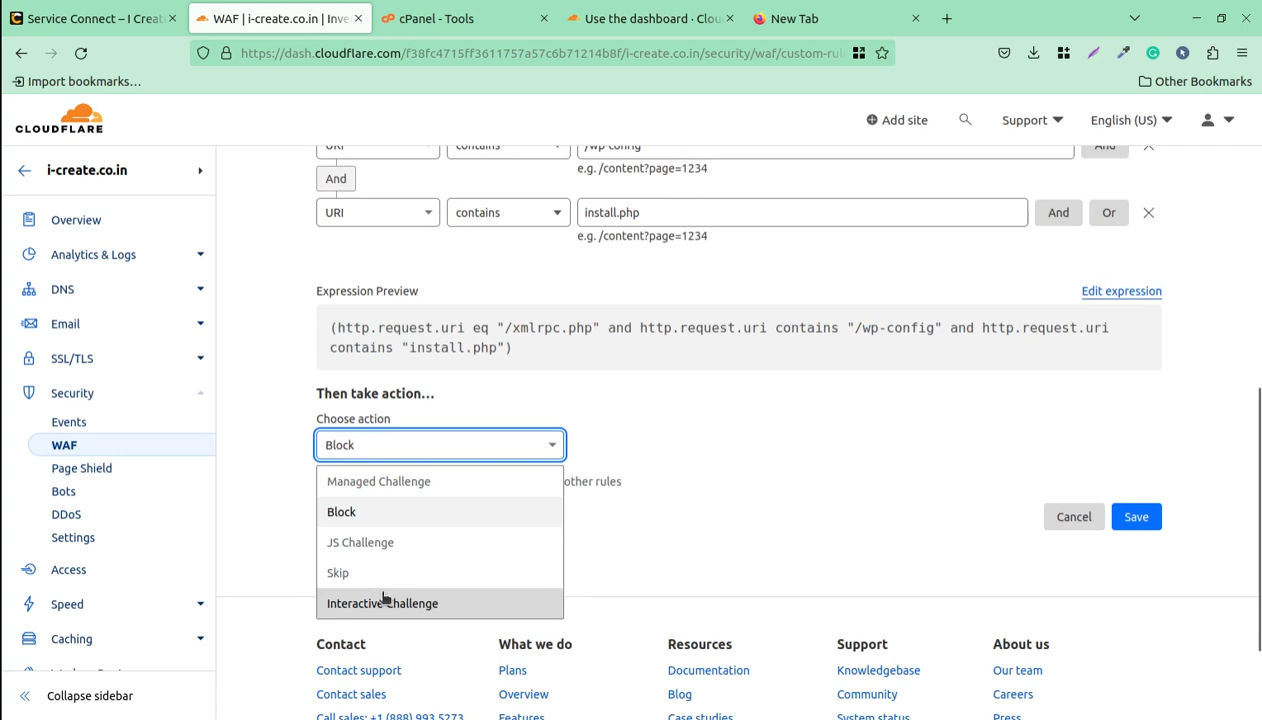 Service Connect – I Crea
WAF | i-create.co.in | Inve
cPanel - Tools
Use the dashboard · Clou
New Tab
https://dash.cloudflare.com/f38fc4715ff3611757a57c6b71214b8f/i-create.co.in/security/waf/custom-rul
Import bookmarks…
Other Bookmarks
CLOUDFLARE
Add site
Support
English (US)
i-create.co.in
Overview
Analytics & Logs
DNS
Email
SSL/TLS
Security
Events
WAF
Page Shield
Bots
DDoS
Settings
Access
Speed
Caching
Collapse sidebar
URI
contains
/wp-config
And
e.g. /content?page=1234
And
URI
contains
install.php
And
Or
e.g. /content?page=1234
Expression Preview
Edit expression
(http.request.uri eq "/xmlrpc.php" and http.request.uri contains "/wp-config" and http.request.uri
contains "install.php")
Then take action…
Choose action
Block
Managed Challenge
other rules
Block
JS Challenge
Skip
Interactive Challenge
Cancel
Save
Contact
Contact support
Contact sales
Call sales: +1 (888) 993 5273
What we do
Plans
Overview
Features
Resources
Documentation
Blog
Case studies
Support
Knowledgebase
Community
System status
About us
Our team
Careers
Press